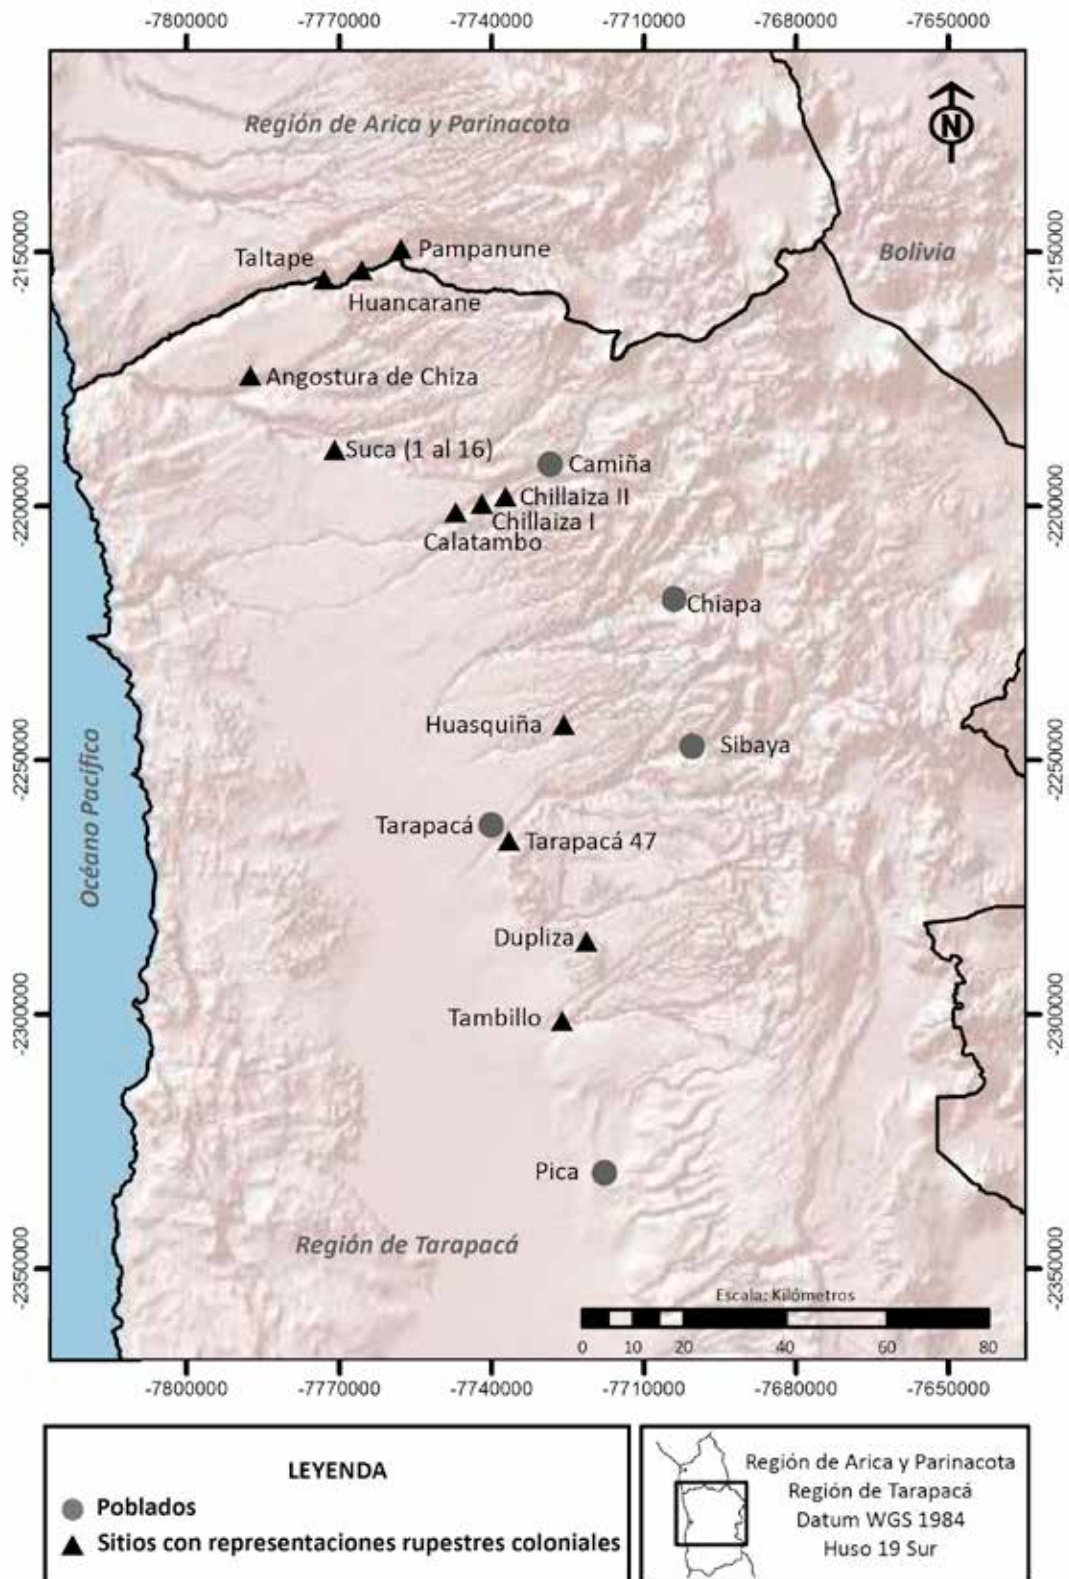 -7800000 -7770000 -7740000 -7710000 -7680000 -7650000
Región de Arica y Parinacota
N
-2150000
Taltape
Pampanune
Bolivia
-2150000
Huancarane
Angostura de Chiza
Suca (1 al 16)
Camiña
-2200000
Chillaiza II
-2200000
Chillaiza I
Calatambo
Chiapa
Huasquiña
Sibaya
-2250000
-2250000
Océano Pacífico
Tarapacá
Tarapacá 47
Dupliza
-2300000
Tambillo
-2300000
Pica
Región de Tarapacá
-2350000
-2350000
Escala: Kilómetros
0 10 20 40 60 80
-7800000 -7770000 -7740000 -7710000 -7680000 -7650000
LEYENDA
Poblados
Sitios con representaciones rupestres coloniales
Región de Arica y Parinacota
Región de Tarapacá
Datum WGS 1984
Huso 19 Sur